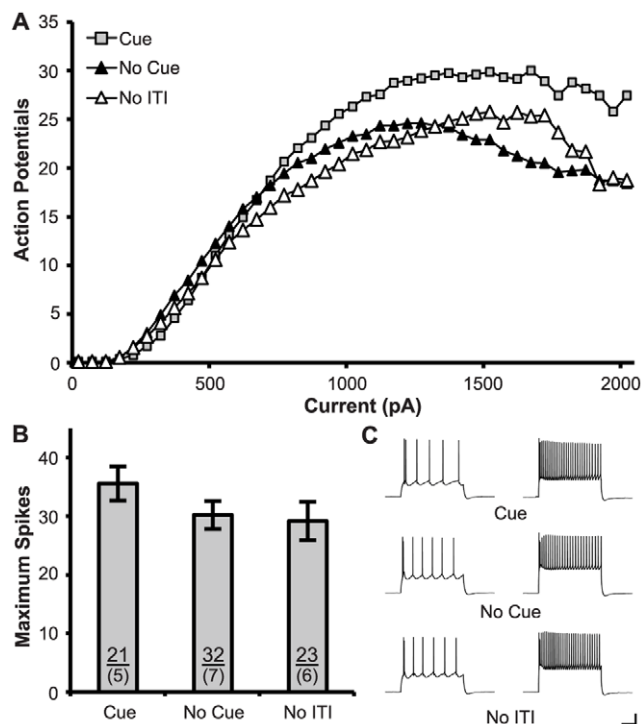 A
35
30
25
20
15
10
5
0
Action Potentials
Cue
No Cue
No ITI
0
500
1000
1500
2000
Current (pA)
B
40
30
20
10
0
Maximum Spikes
21
(5)
32
(7)
23
(6)
Cue
No Cue
No ITI
C
Cue
No Cue
No ITI